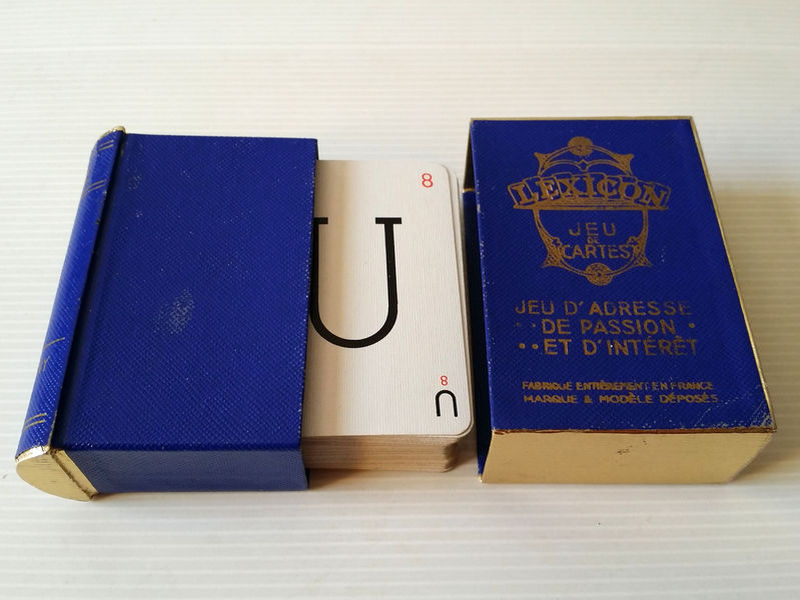 8
U
8
U
LEXICON
JEU
DE
CARTES
JEU D'ADRESSE
DE PASSION
ET D'INTÉRÊT
FABRIQUÉ ENTIÈREMENT EN FRANCE
MARQUE & MODÈLE DÉPOSÉS